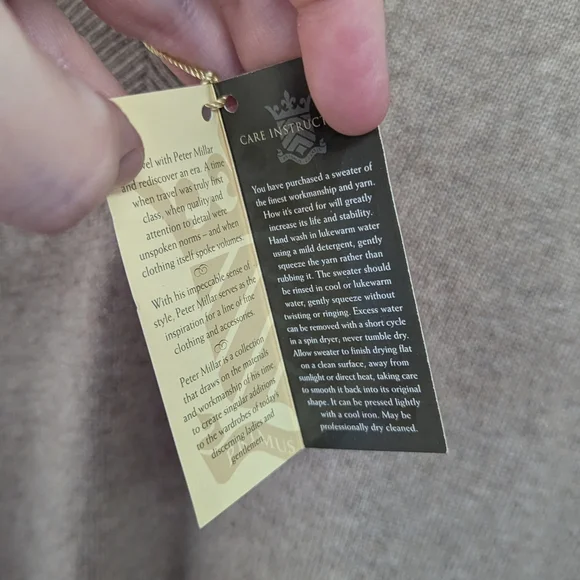 with Peter Millar
and rediscover an era. A time
when travel was truly first
class, when quality and
attention to detail were
unspoken norms – and when
clothing itself spoke volumes.
With his impeccable sense of
style, Peter Millar serves as the
inspiration for a line of fine
clothing and accessories.
Peter Millar is a collection
that draws on the materials
and workmanship of his time
to create singular additions
to the wardrobes of today's
discerning ladies and
gentlemen.
CARE INSTRUCT
You have purchased a sweater of
the finest workmanship and yarn.
How it's cared for will greatly
increase its life and stability.
Hand wash in lukewarm water
using a mild detergent, gently
squeeze the yarn rather than
rubbing it. The sweater should
be rinsed in cool or lukewarm
water, gently squeeze without
twisting or ringing. Excess water
can be removed with a short cycle
in a spin dryer, never tumble dry.
Allow sweater to finish drying flat
on a clean surface, away from
sunlight or direct heat, taking care
to smooth it back into its original
shape. It can be pressed lightly
with a cool iron. May be
professionally dry cleaned.